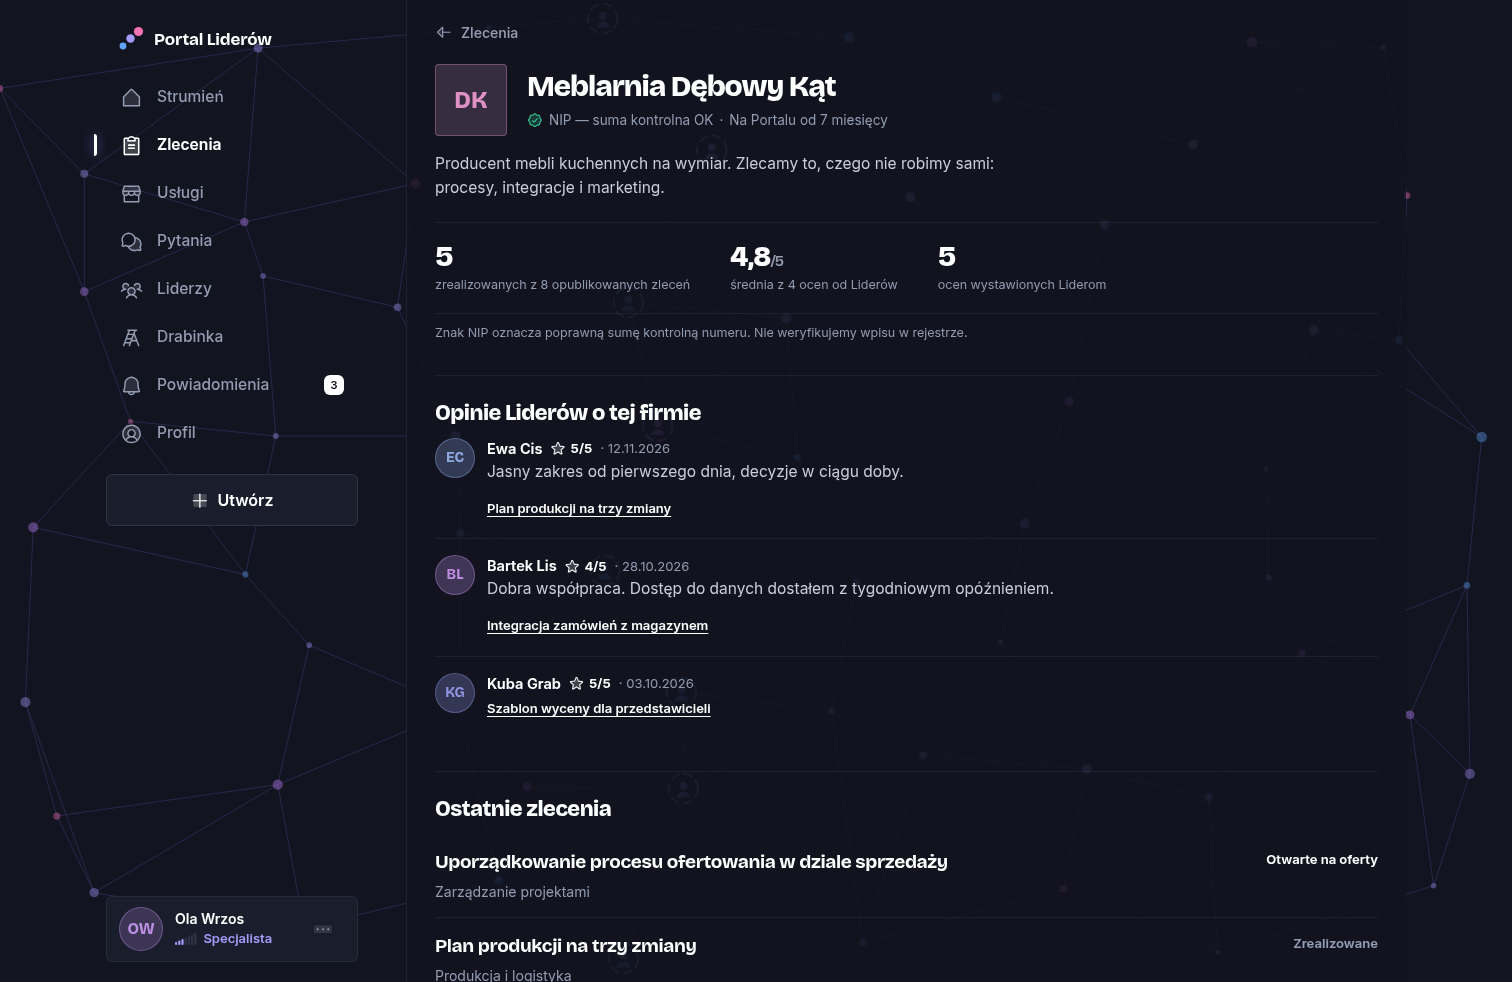 Portal Liderów
Strumień
Zlecenia
Usługi
Pytania
Liderzy
Drabinka
Powiadomienia 3
Profil
Utwórz
OW
Ola Wrzos
Specjalista
Zlecenia
DK
Meblarnia Dębowy Kąt
NIP — suma kontrolna OK · Na Portalu od 7 miesięcy
Producent mebli kuchennych na wymiar. Zlecamy to, czego nie robimy sami:
procesy, integracje i marketing.
5
zrealizowanych z 8 opublikowanych zleceń
4,8/5
średnia z 4 ocen od Liderów
5
ocen wystawionych Liderom
Znak NIP oznacza poprawną sumę kontrolną numeru. Nie weryfikujemy wpisu w rejestrze.
Opinie Liderów o tej firmie
EC
Ewa Cis 5/5 · 12.11.2026
Jasny zakres od pierwszego dnia, decyzje w ciągu doby.
Plan produkcji na trzy zmiany
BL
Bartek Lis 4/5 · 28.10.2026
Dobra współpraca. Dostęp do danych dostałem z tygodniowym opóźnieniem.
Integracja zamówień z magazynem
KG
Kuba Grab 5/5 · 03.10.2026
Szablon wyceny dla przedstawicieli
Ostatnie zlecenia
Uporządkowanie procesu ofertowania w dziale sprzedaży
Otwarte na oferty
Zarządzanie projektami
Plan produkcji na trzy zmiany
Zrealizowane
Produkcja i logistyka